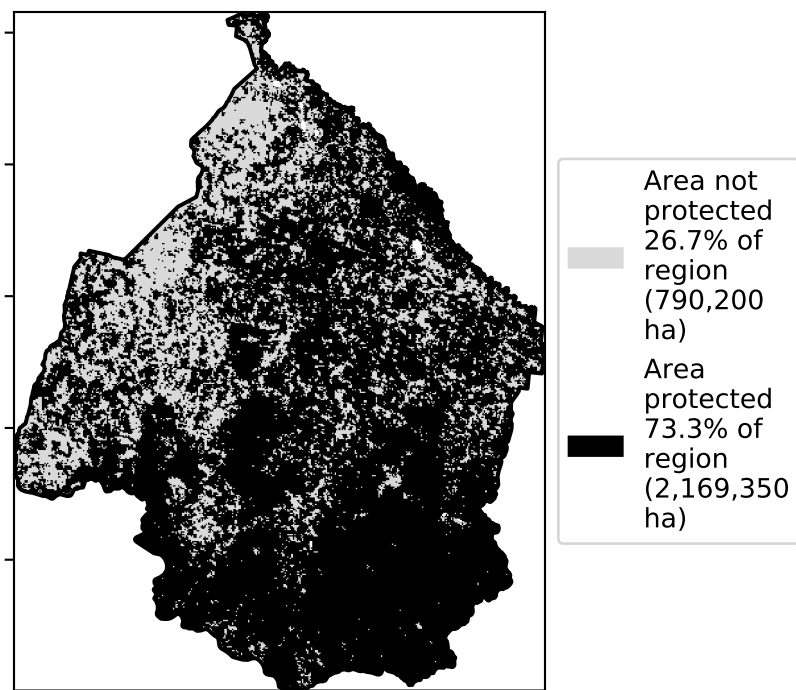 Area not
protected
26.7% of
region
(790,200
ha)
Area
protected
73.3% of
region
(2,169,350
ha)